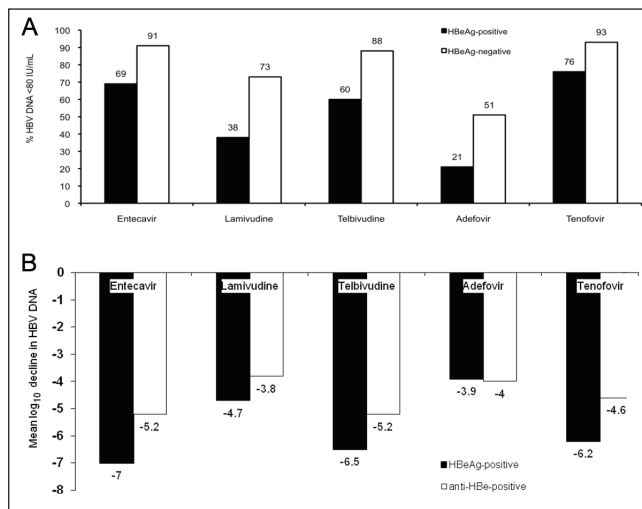 A
HBeAg-positive
HBeAg-negative
% HBV DNA <80 IU/mL
100
90
80
70
60
50
40
30
20
10
0
69
91
38
73
60
88
21
51
76
93
Entecavir
Lamivudine
Telbivudine
Adefovir
Tenofovir
B
Mean log10 decline in HBV DNA
0
-1
-2
-3
-4
-5
-6
-7
-8
Entecavir
Lamivudine
Telbivudine
Adefovir
Tenofovir
-7
-5.2
-4.7
-3.8
-6.5
-5.2
-3.9
-4
-6.2
-4.6
HBeAg-positive
anti-HBe-positive